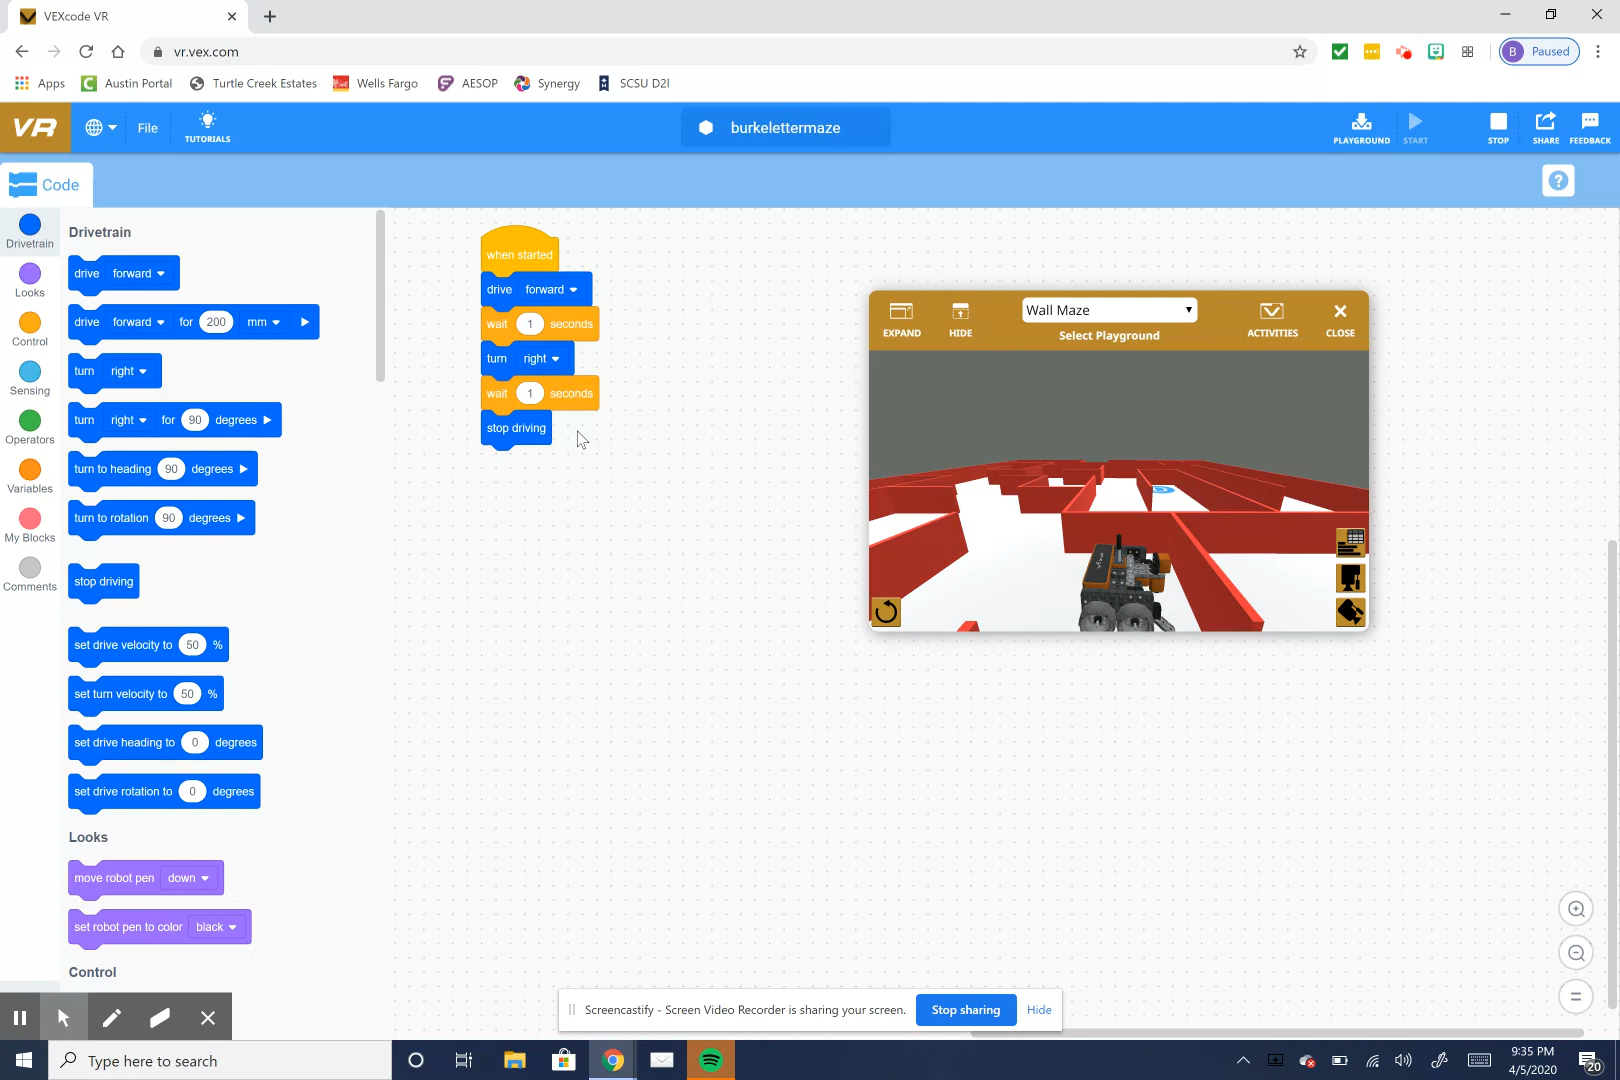 VEXcode VR
vr.vex.com
B Paused
Apps Austin Portal Turtle Creek Estates Wells Fargo AESOP Synergy SCSU D2l
VR File TUTORIALS burkelettermaze PLAYGROUND START STOP SHARE FEEDBACK
Code
?
Drivetrain
Looks
Control
Sensing
Operators
Variables
My Blocks
Comments
Drivetrain
drive forward
drive forward for 200 mm
turn right
turn right for 90 degrees
turn to heading 90 degrees
turn to rotation 90 degrees
stop driving
set drive velocity to 50 %
set turn velocity to 50 %
set drive heading to 0 degrees
set drive rotation to 0 degrees
Looks
move robot pen down
set robot pen to color black
Control
when started
drive forward
wait 1 seconds
turn right
wait 1 seconds
stop driving
EXPAND HIDE Wall Maze ACTIVITIES CLOSE
Select Playground
Screencastify - Screen Video Recorder is sharing your screen. Stop sharing Hide
Type here to search
9:35 PM
4/5/2020
20